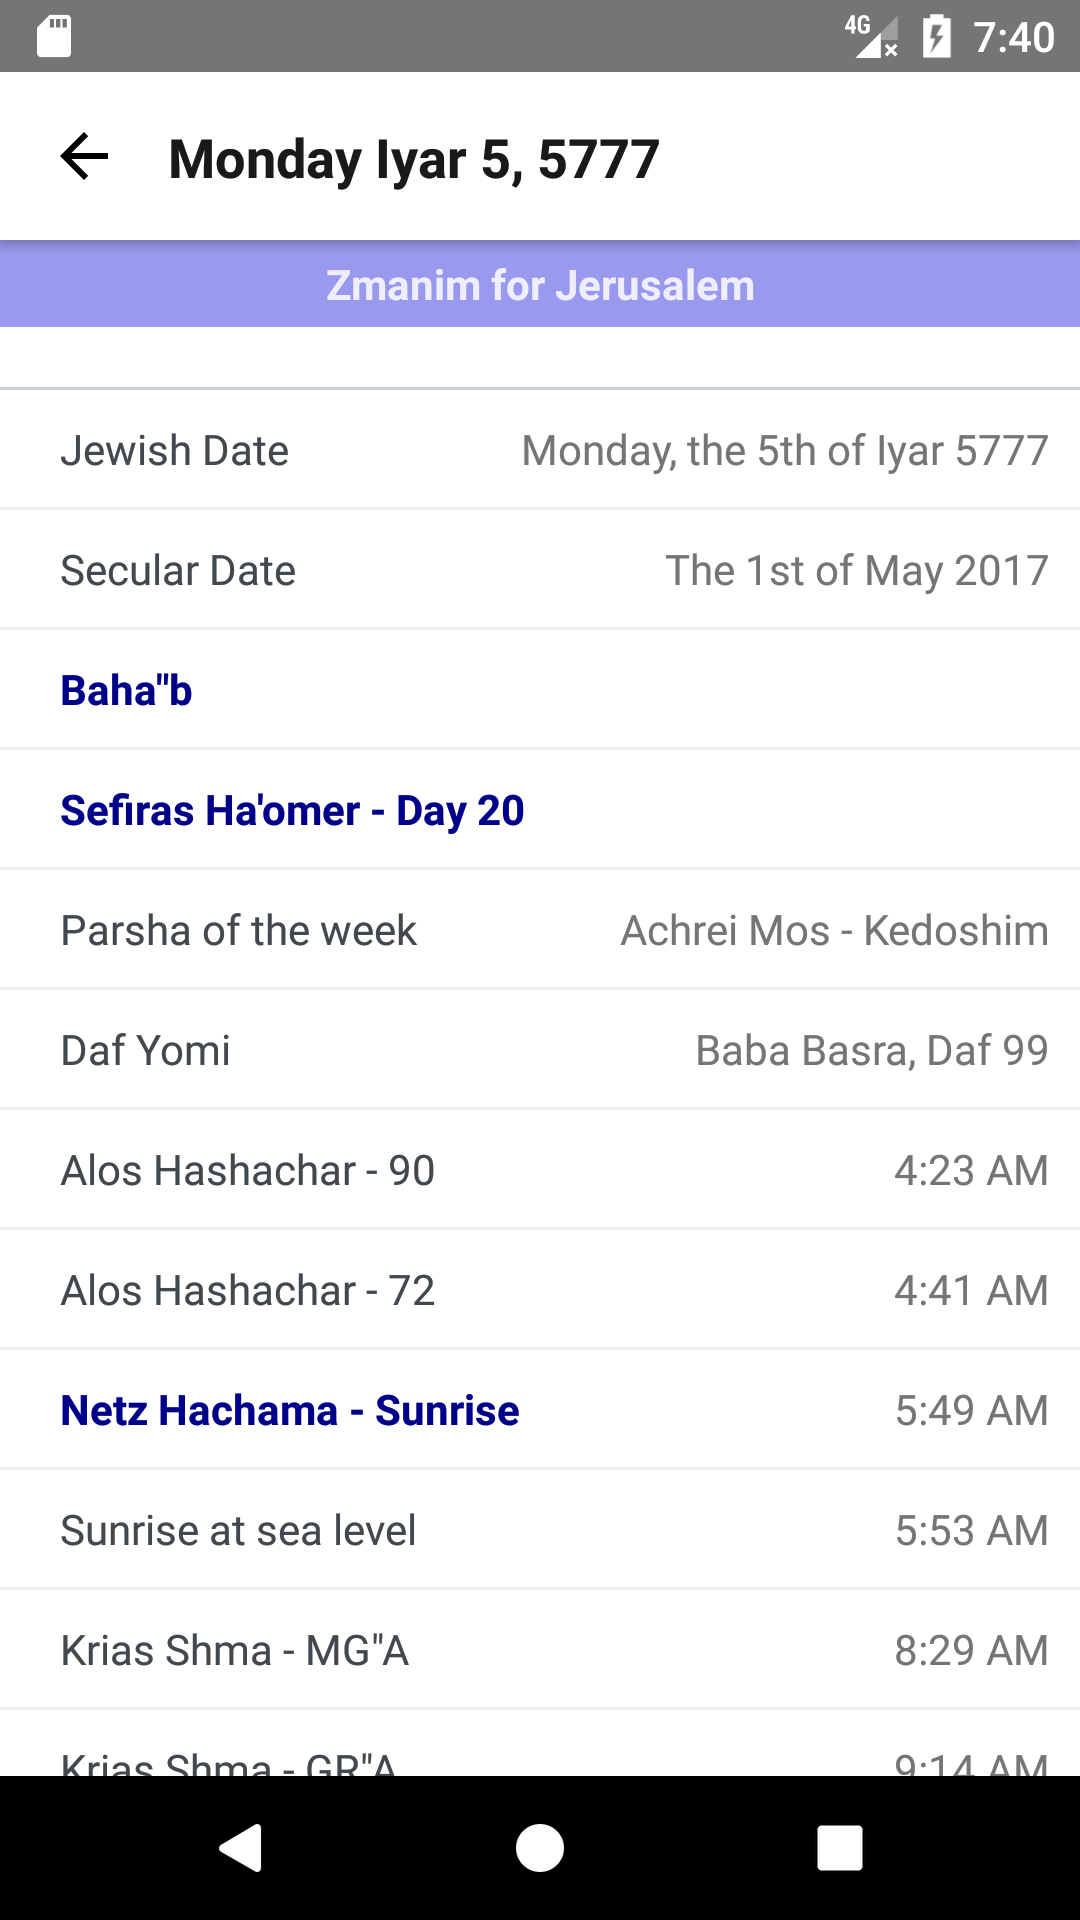 4G 7:40
Monday Iyar 5, 5777
Zmanim for Jerusalem
Jewish Date Monday, the 5th of Iyar 5777
Secular Date The 1st of May 2017
Baha"b
Sefiras Ha'omer - Day 20
Parsha of the week Achrei Mos - Kedoshim
Daf Yomi Baba Basra, Daf 99
Alos Hashachar - 90 4:23 AM
Alos Hashachar - 72 4:41 AM
Netz Hachama - Sunrise 5:49 AM
Sunrise at sea level 5:53 AM
Krias Shma - MG"A 8:29 AM
Krias Shma - GR"A 9:14 AM